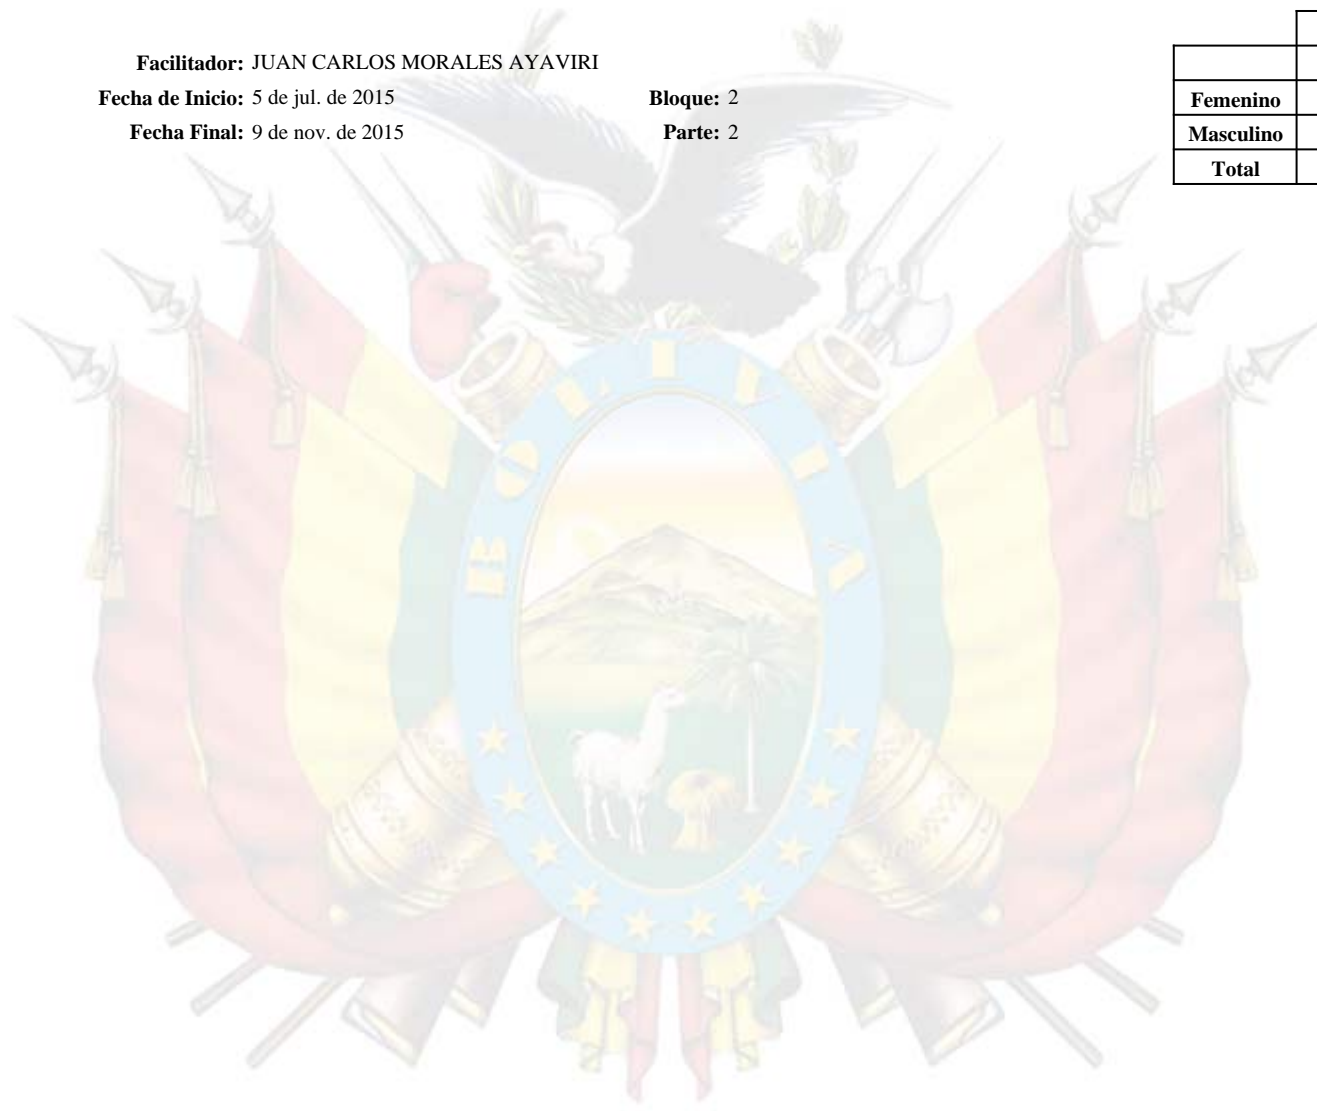 Facilitador: JUAN CARLOS MORALES AYAVIRI
Fecha de Inicio: 5 de jul. de 2015 Bloque: 2
Fecha Final: 9 de nov. de 2015 Parte: 2
Femenino
Masculino
Total
BOLIVIA